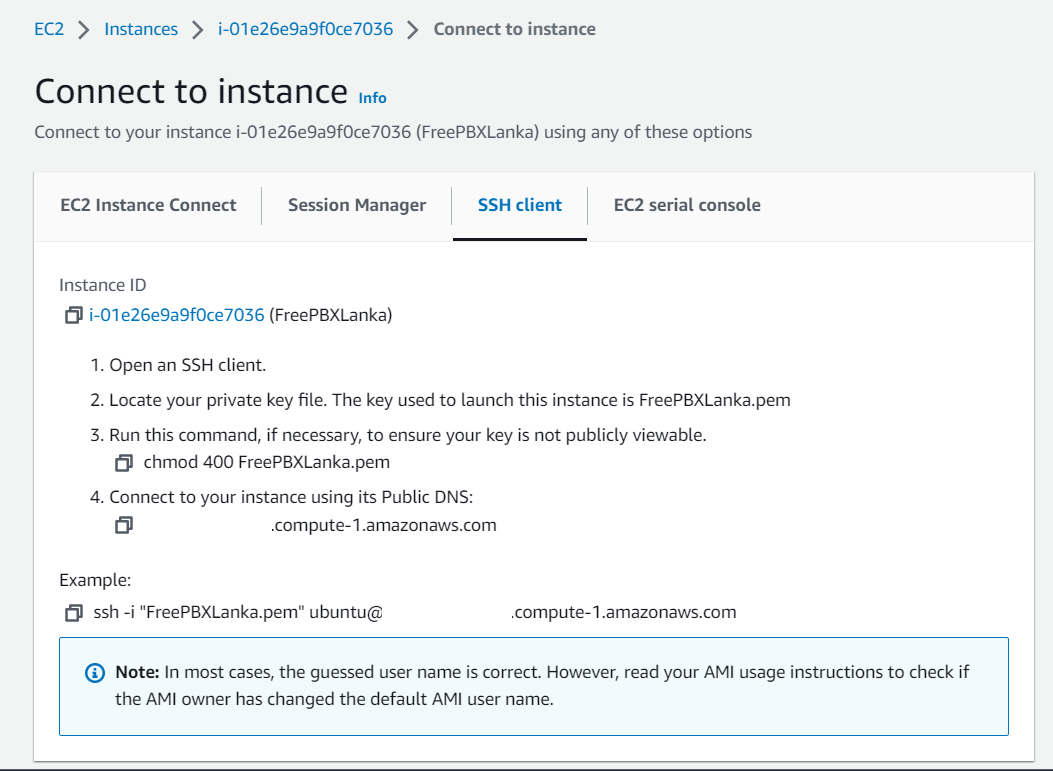 EC2 > Instances > i-01e26e9a9f0ce7036 > Connect to instance
Connect to instance Info
Connect to your instance i-01e26e9a9f0ce7036 (FreePBXLanka) using any of these options
EC2 Instance Connect Session Manager SSH client EC2 serial console
Instance ID
i-01e26e9a9f0ce7036 (FreePBXLanka)
1. Open an SSH client.
2. Locate your private key file. The key used to launch this instance is FreePBXLanka.pem
3. Run this command, if necessary, to ensure your key is not publicly viewable.
chmod 400 FreePBXLanka.pem
4. Connect to your instance using its Public DNS:
.compute-1.amazonaws.com
Example:
ssh -i "FreePBXLanka.pem" ubuntu@ .compute-1.amazonaws.com
Note: In most cases, the guessed user name is correct. However, read your AMI usage instructions to check if
the AMI owner has changed the default AMI user name.